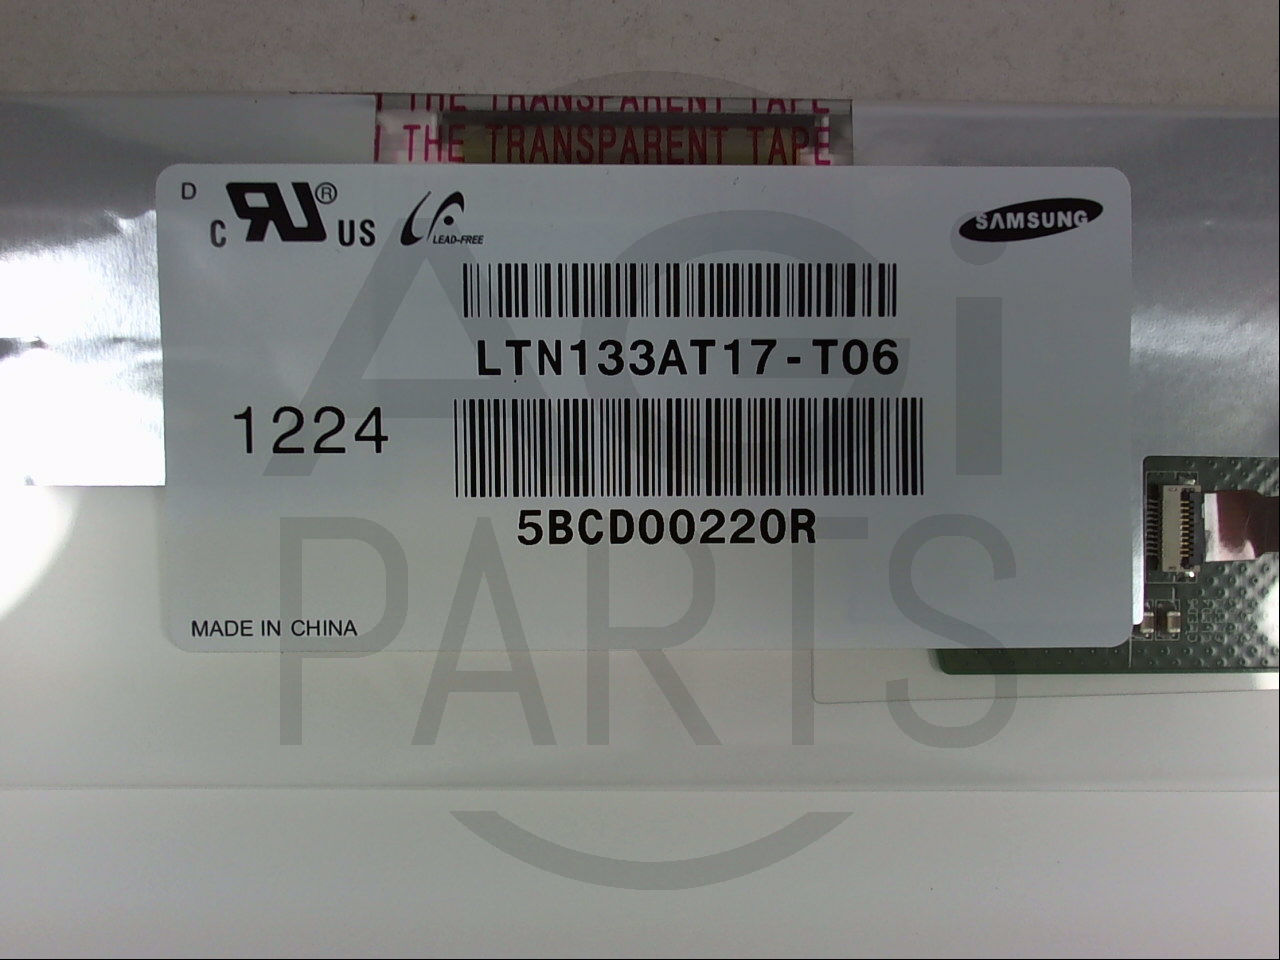 THE TRANSPARENT TAPE
THE TRANSPARENT TAPE
D
C RU® US
LEAD-FREE
SAMSUNG
LTN133AT17-T06
1224
5BCD00220R
MADE IN CHINA
AGi
PARTS